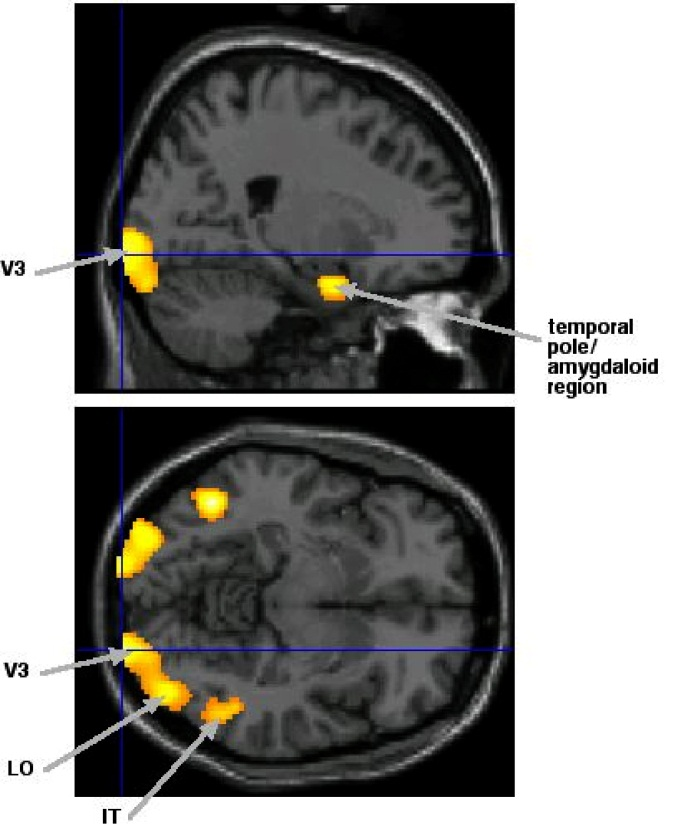 V3
temporal
pole/
amygdaloid
region
V3
LO
IT